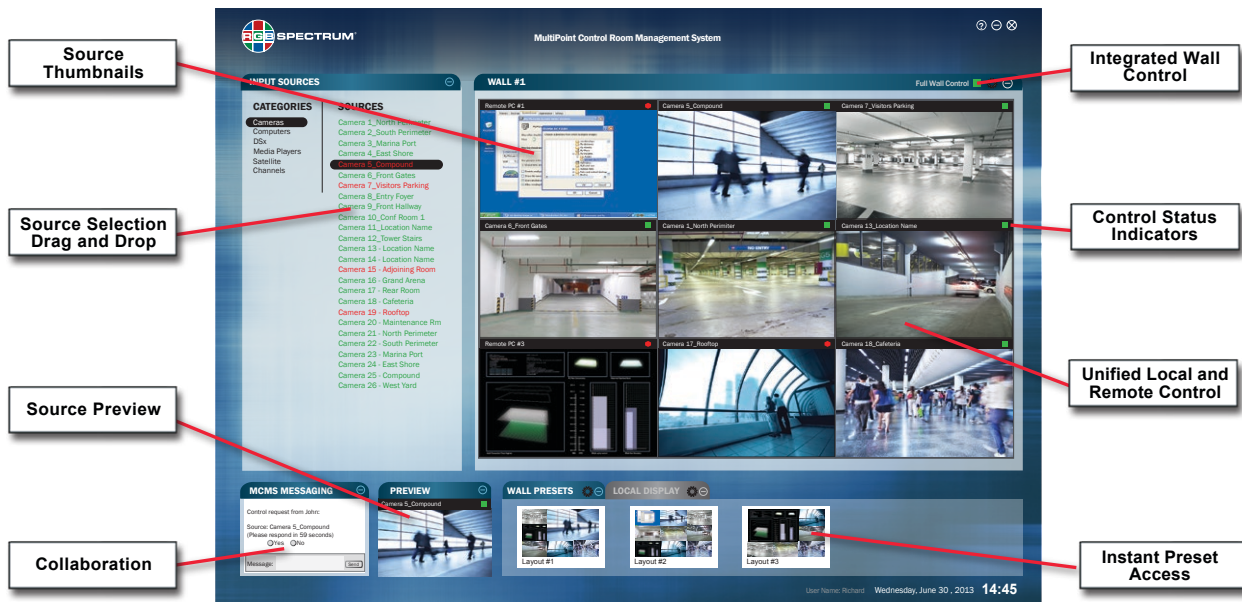 RGB SPECTRUM
MultiPoint Control Room Management System
Source
Thumbnails
Source Selection
Drag and Drop
Source Preview
Collaboration
Integrated Wall
Control
Control Status
Indicators
Unified Local and
Remote Control
Instant Preset
Access
INPUT SOURCES
CATEGORIES
Cameras
Computers
DSx
Media Players
Satellite
Channels
SOURCES
Camera 1_North Perimeter
Camera 2_South Perimeter
Camera 3_Marina Port
Camera 4_East Shore
Camera 5_Compound
Camera 6_Front Gates
Camera 7_Visitors Parking
Camera 8_Entry Foyer
Camera 9_Front Hallway
Camera 10_Conf Room 1
Camera 11_Location Name
Camera 12_Tower Stairs
Camera 13 - Location Name
Camera 14 - Location Name
Camera 15 - Adjoining Room
Camera 16 - Grand Arena
Camera 17 - Rear Room
Camera 18 - Cafeteria
Camera 19 - Rooftop
Camera 20 - Maintenance Rm
Camera 21 - North Perimeter
Camera 22 - South Perimeter
Camera 23 - Marina Port
Camera 24 - East Shore
Camera 25 - Compound
Camera 26 - West Yard
WALL #1
Full Wall Control
Remote PC #1
Camera 5_Compound
Camera 7_Visitors Parking
Camera 6_Front Gates
Camera 1_North Perimiter
NO ENTRY
Camera 13_Location Name
Remote PC #3
Camera 17_Rooftop
Camera 18_Cafeteria
MCMS MESSAGING
Control request from John:
Source: Camera 5_Compound
(Please respond in 59 seconds)
Yes No
Message:
Send
PREVIEW
Camera 5_Compound
WALL PRESETS
LOCAL DISPLAY
Layout #1
Layout #2
Layout #3
User Name: Richard Wednesday, June 30 , 2013 14:45